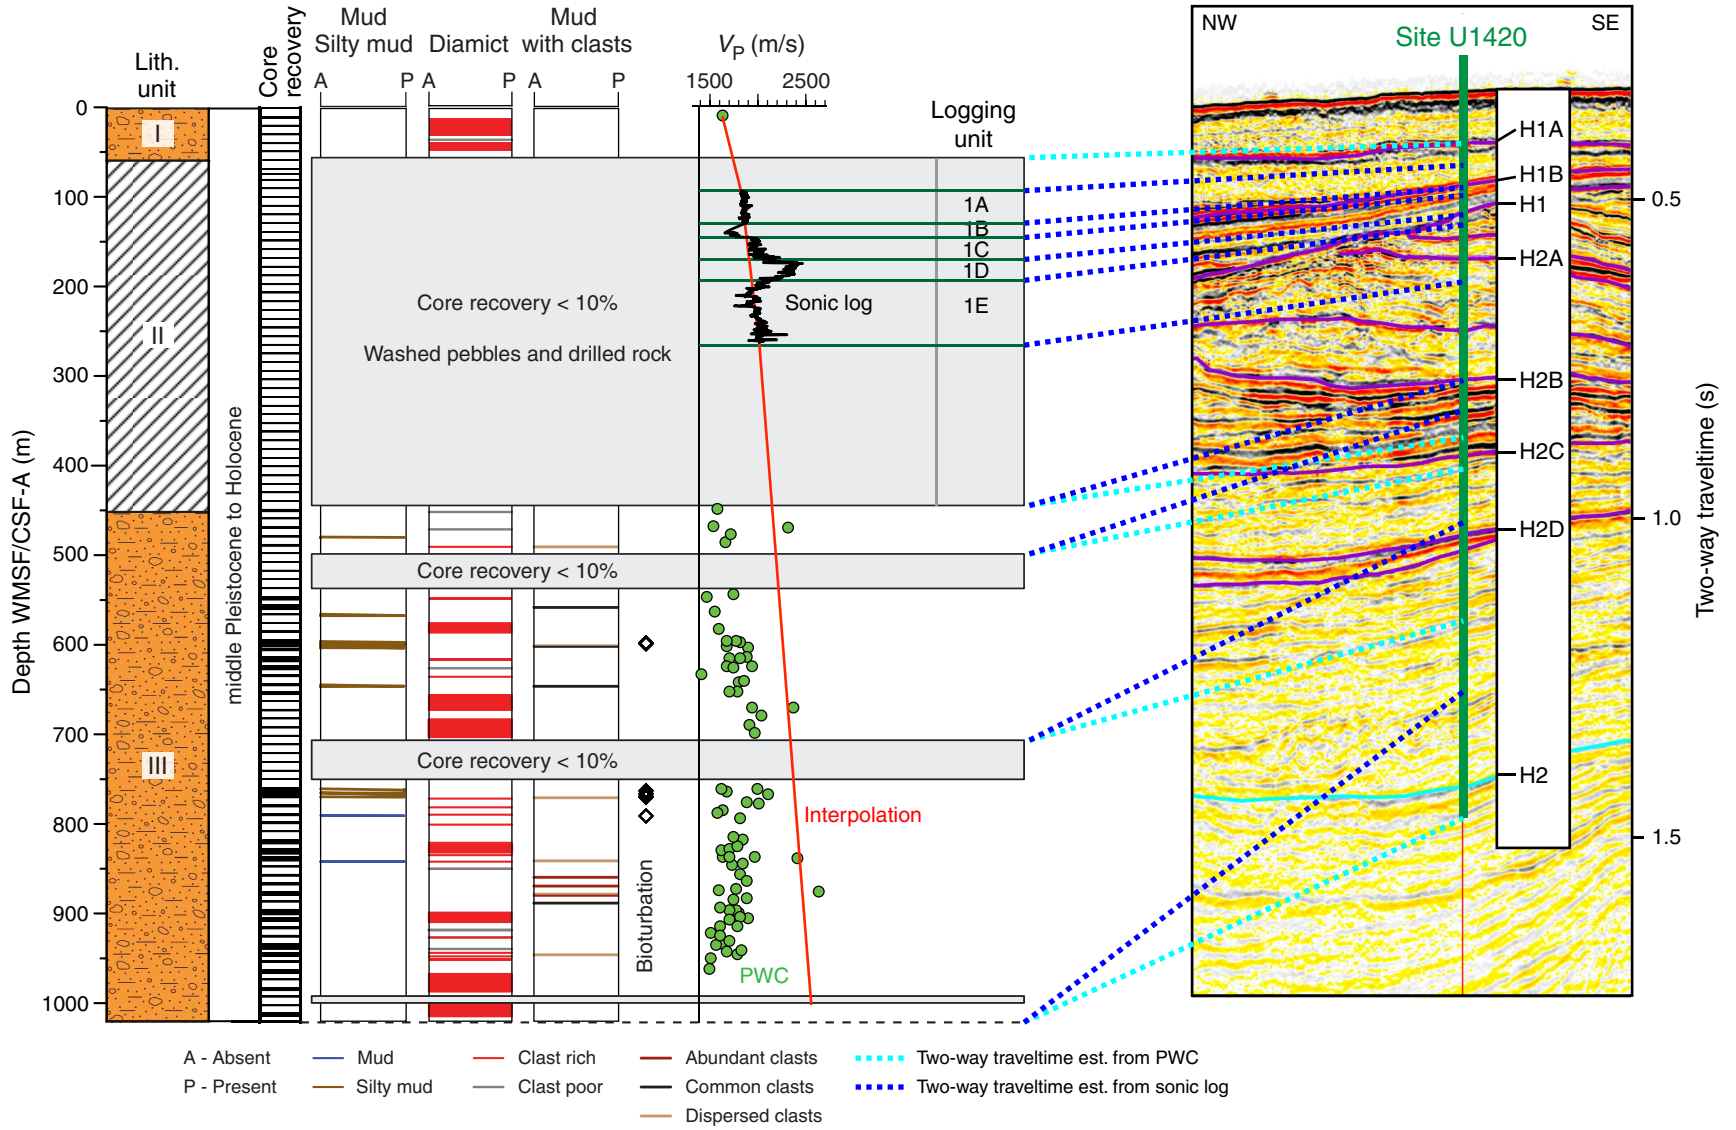 Mud
Silty mud
Diamict
Mud
with clasts
VP (m/s)
Lith.
unit
Core
recovery
A
P
A
P
A
P
1500
2500
Logging
unit
NW
Site U1420
SE
Depth WMSF/CSF-A (m)
0
100
200
300
400
500
600
700
800
900
1000
I
II
III
middle Pleistocene to Holocene
Core recovery < 10%
Washed pebbles and drilled rock
Sonic log
1A
1B
1C
1D
1E
Core recovery < 10%
Core recovery < 10%
Interpolation
Bioturbation
PWC
H1A
H1B
H1
H2A
H2B
H2C
H2D
H2
0.5
1.0
1.5
Two-way traveltime (s)
A - Absent
P - Present
Mud
Silty mud
Clast rich
Clast poor
Abundant clasts
Common clasts
Dispersed clasts
Two-way traveltime est. from PWC
Two-way traveltime est. from sonic log